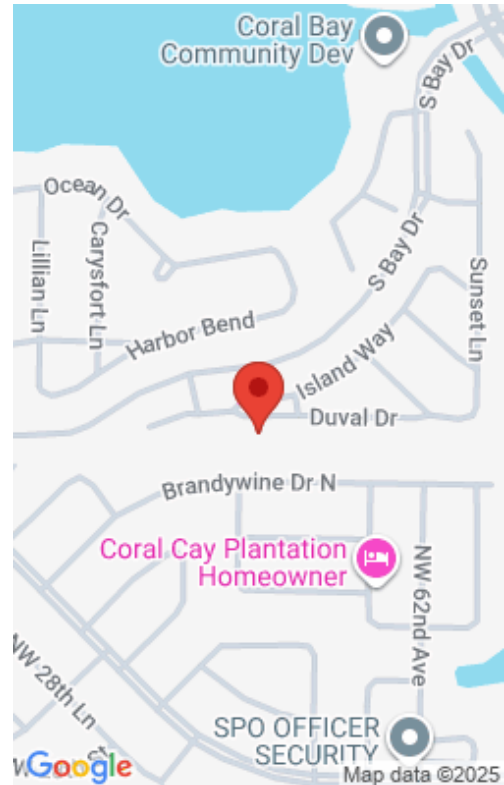 Coral Bay
Community Dev
S Bay Dr
Ocean Dr
Lillian Ln
Carysfort Ln
S Bay Dr
Sunset Ln
Harbor Bend
Island Way
Duval Dr
Brandywine Dr N
Coral Cay Plantation
Homeowner
NW 62nd Ave
NW 28th Ln
SPO OFFICER
SECURITY
Google
Map data ©2025